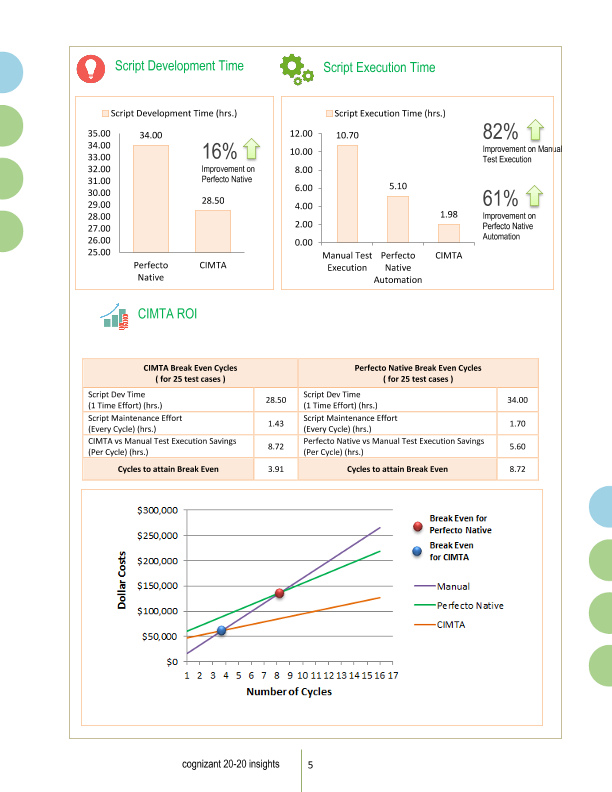 Script Development Time
Script Execution Time
Script Development Time (hrs.)
35.00
34.00
33.00
32.00
31.00
30.00
29.00
28.00
27.00
26.00
25.00
34.00
28.50
Perfecto
Native
CIMTA
16%
Improvement on
Perfecto Native
Script Execution Time (hrs.)
12.00
10.00
8.00
6.00
4.00
2.00
0.00
10.70
5.10
1.98
Manual Test
Execution
Perfecto
Native
Automation
CIMTA
82%
Improvement on Manual
Test Execution
61%
Improvement on
Perfecto Native
Automation
CIMTA ROI
CIMTA Break Even Cycles
( for 25 test cases )
Perfecto Native Break Even Cycles
( for 25 test cases )
Script Dev Time
(1 Time Effort) (hrs.)
28.50
Script Dev Time
(1 Time Effort) (hrs.)
34.00
Script Maintenance Effort
(Every Cycle) (hrs.)
1.43
Script Maintenance Effort
(Every Cycle) (hrs.)
1.70
CIMTA vs Manual Test Execution Savings
(Per Cycle) (hrs.)
8.72
Perfecto Native vs Manual Test Execution Savings
(Per Cycle) (hrs.)
5.60
Cycles to attain Break Even
3.91
Cycles to attain Break Even
8.72
$300,000
$250,000
$200,000
$150,000
$100,000
$50,000
$0
Dollar Costs
1 2 3 4 5 6 7 8 9 10 11 12 13 14 15 16 17
Number of Cycles
Break Even for
Perfecto Native
Break Even
for CIMTA
Manual
Perfecto Native
CIMTA
cognizant 20-20 insights
5